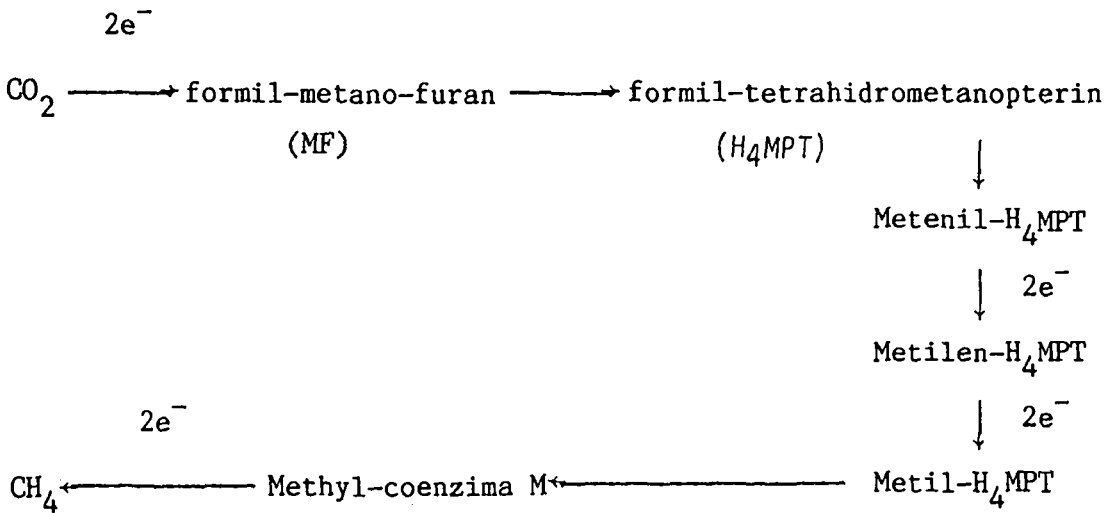 2e⁻
CO₂ → formil-metano-furan → formil-tetrahidrometanopterin
(MF) (H₄MPT)
↓
Metenil-H₄MPT
↓ 2e⁻
Metilen-H₄MPT
2e⁻ ↓ 2e⁻
CH₄ ← Methyl-coenzima M ← Metil-H₄MPT